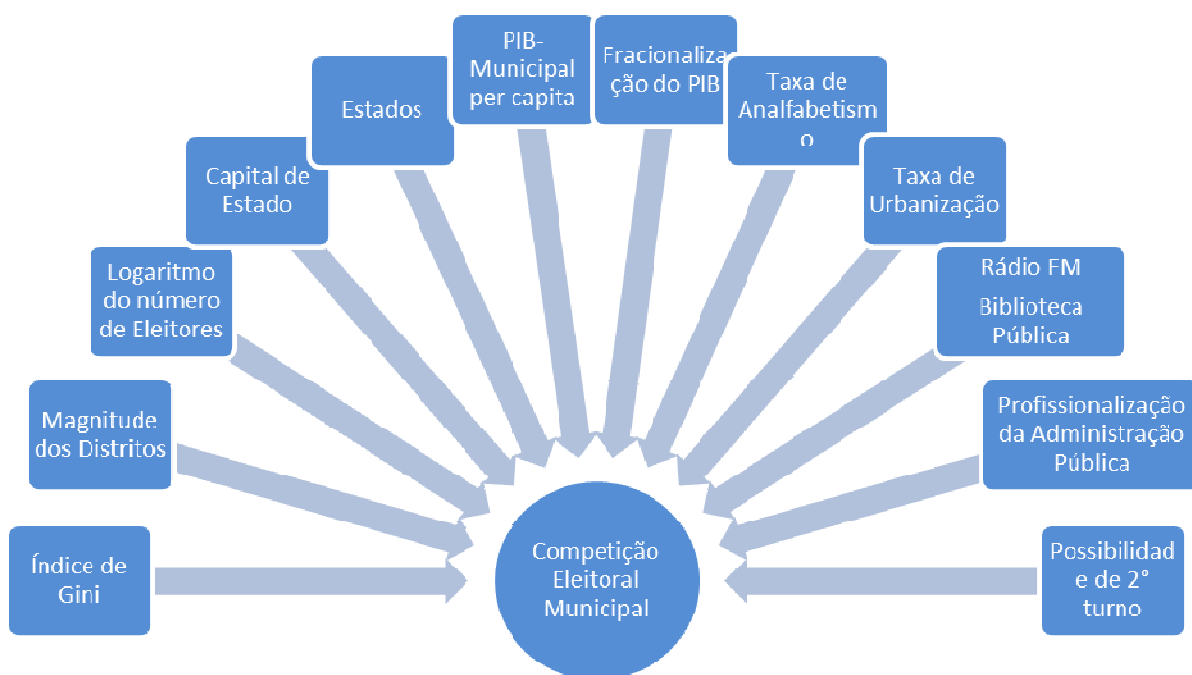 Índice de
Gini
Magnitude
dos Distritos
Logaritmo
do número
de Eleitores
Capital de
Estado
Estados
PIB-
Municipal
per capita
Fracionaliza
ção do PIB
Taxa de
Analfabetism
o
Taxa de
Urbanização
Rádio FM
Biblioteca
Pública
Profissionalização
da Administração
Pública
Possibilidad
e de 2°
turno
Competição
Eleitoral
Municipal